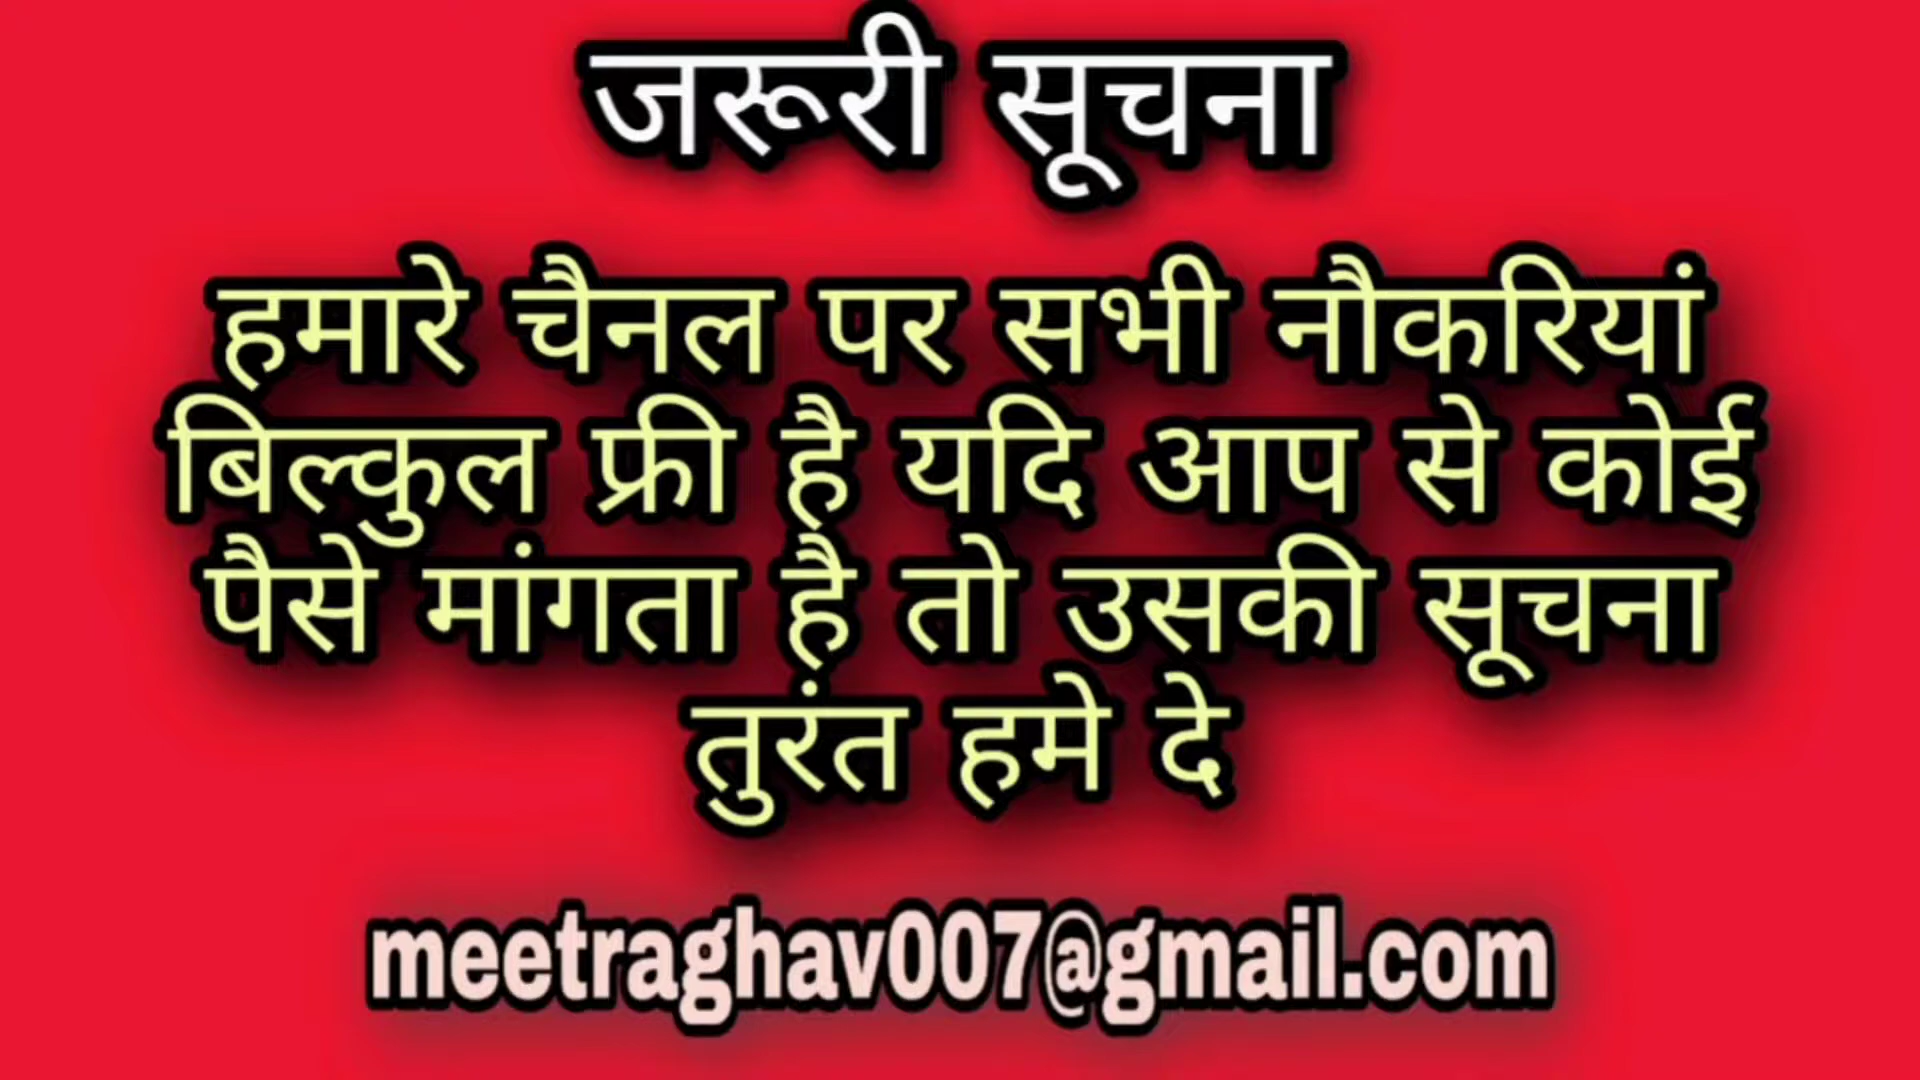 जरूरी सूचना
हमारे चैनल पर सभी नौकरियां
बिल्कुल फ्री है यदि आप से कोई
पैसे मांगता है तो उसकी सूचना
तुरंत हमे दे
meetraghav007@gmail.com